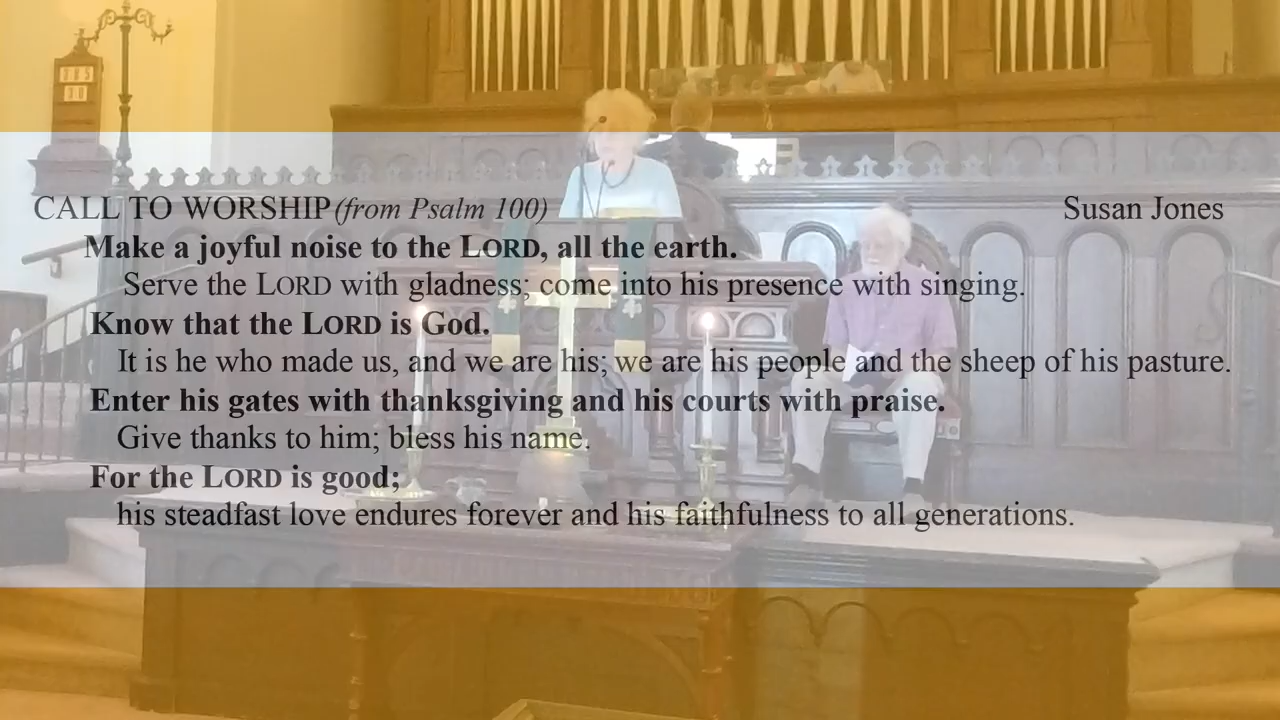 CALL TO WORSHIP (from Psalm 100) Susan Jones
Make a joyful noise to the LORD, all the earth.
Serve the LORD with gladness; come into his presence with singing.
Know that the LORD is God.
It is he who made us, and we are his; we are his people and the sheep of his pasture.
Enter his gates with thanksgiving and his courts with praise.
Give thanks to him; bless his name.
For the LORD is good;
his steadfast love endures forever and his faithfulness to all generations.